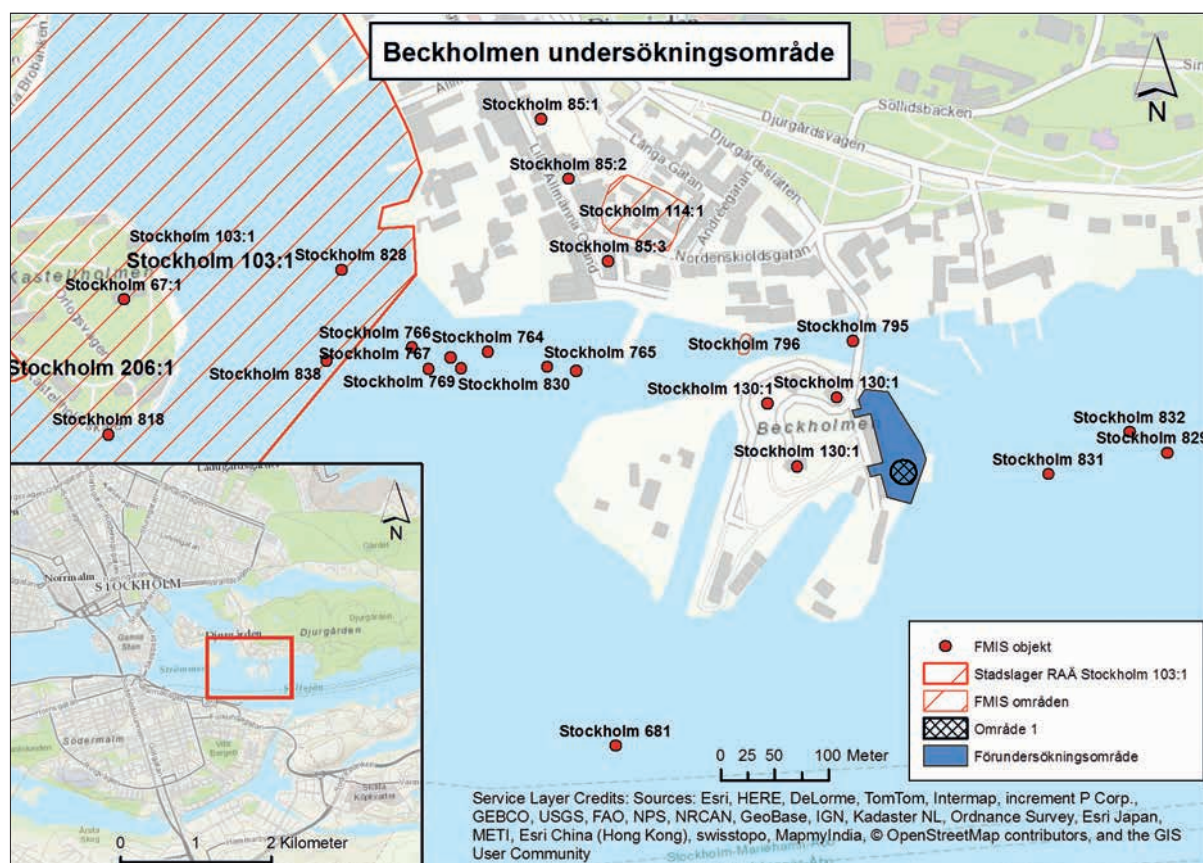 Beckholmen undersökningsområde
N
Djurgårdsvägen
Sollidsbacken
Stockholm 85:1
Stockholm 85:2
Långa Gatan
Djurgårdsslätten
Stockholm 114:1
Andréegatan
Stockholm 85:3
Nordenskiöldsgatan
Stockholm 103:1
Stockholm 103:1
Stockholm 828
Kastellholmen
Stockholm 67:1
Örlogsvägen
Stockholm 766
Stockholm 764
Stockholm 795
Stockholm 796
Stockholm 767
Stockholm 765
Stockholm 206:1
Stockholm 838
Stockholm 769
Stockholm 830
Stockholm 130:1
Stockholm 130:1
Stockholm 818
Beckholmen
Stockholm 832
Stockholm 829
Stockholm 130:1
Stockholm 831
N
Gärdet
Norrmalm
STOCKHOLM
Djurgården
Djurgården
Gamla
Stan
Strömmen
Södermalm
0 1 2 Kilometer
Stockholm 681
0 25 50 100 Meter
FMIS objekt
Stadslager RAÄ Stockholm 103:1
FMIS områden
Område 1
Förundersökningsområde
Service Layer Credits: Sources: Esri, HERE, DeLorme, TomTom, Intermap, increment P Corp.,
GEBCO, USGS, FAO, NPS, NRCAN, GeoBase, IGN, Kadaster NL, Ordnance Survey, Esri Japan,
METI, Esri China (Hong Kong), swisstopo, MapmyIndia, © OpenStreetMap contributors, and the GIS
User Community